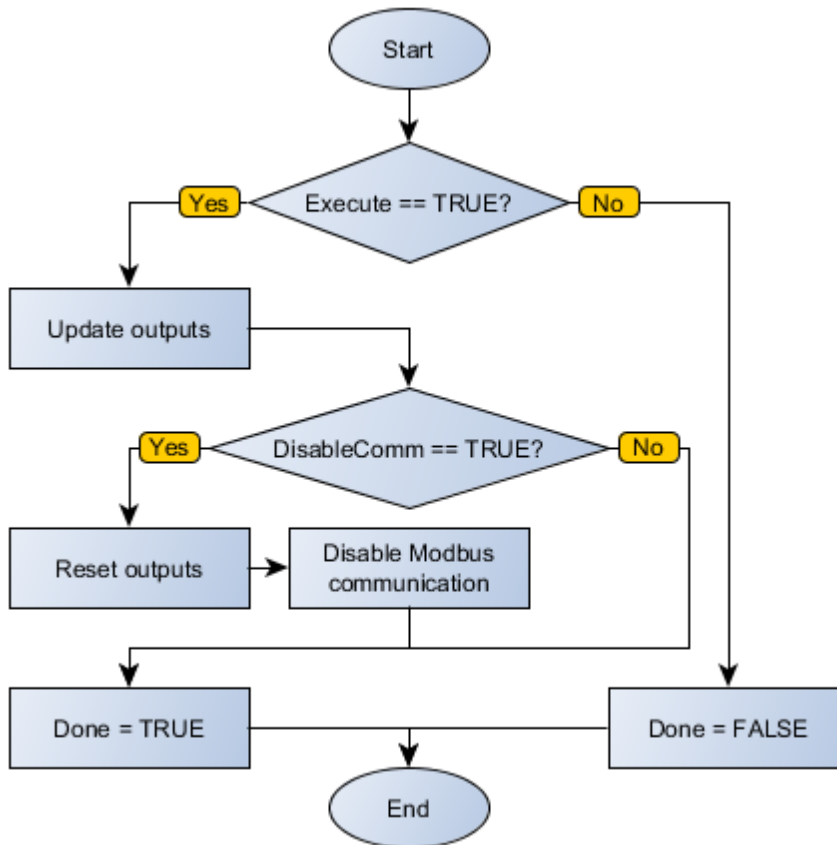 Start
Yes
Execute == TRUE?
No
Update outputs
Yes
DisableComm == TRUE?
No
Reset outputs
Disable Modbus
communication
Done = TRUE
Done = FALSE
End